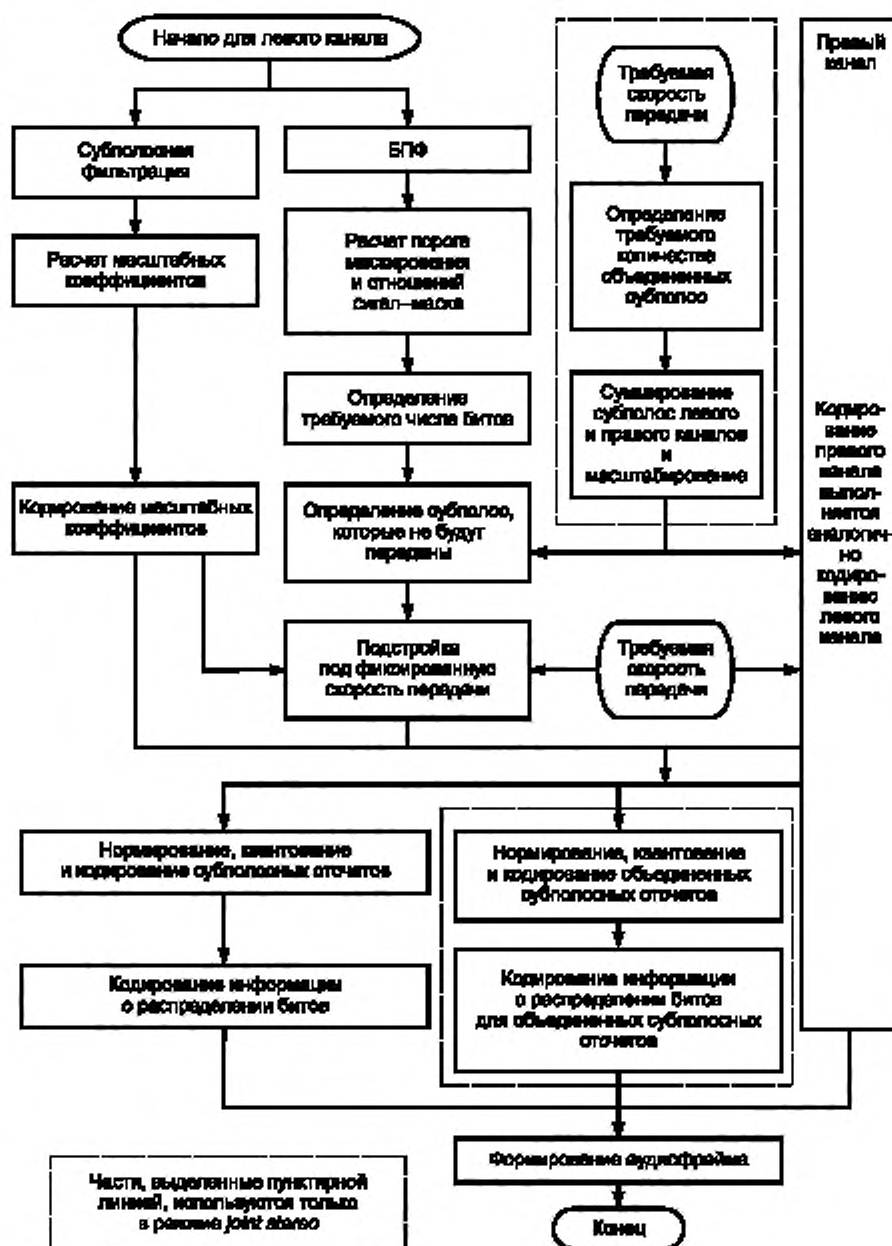 Начало для левого канала
Субполосная
фильтрация
БПФ
Требуемая
скорость
передачи
Правый
канал
Расчет масштабных
коэффициентов
Расчет порога
маскирования
и отношений
сигал–маска
Определение
требуемого
количества
объединенных
субполос
Определение
требуемого числа битов
Суммирование
субполос левого
и правого каналов
и
масштабирование
Кодиро-
вание
правого
канала
выпол-
няется
аналогич-
но
кодиро-
ванию
левого
канала
Кодирование масштабных
коэффициентов
Определение субполос,
которые не будут
переданы
Подстройка
под фиксированную
скорость передачи
Требуемая
скорость
передачи
Нормирование, квантование
и кодирование субполосных отсчетов
Нормирование, квантование
и кодирование объединенных
субполосных отсчетов
Кодирование информации
о распределении битов
Кодирование информации
о распределении битов
для объединенных субполосных
отсчетов
Формирование аудиофрейма
Части, выделенные пунктирной
линией, используются только
в режиме joint stereo
Конец